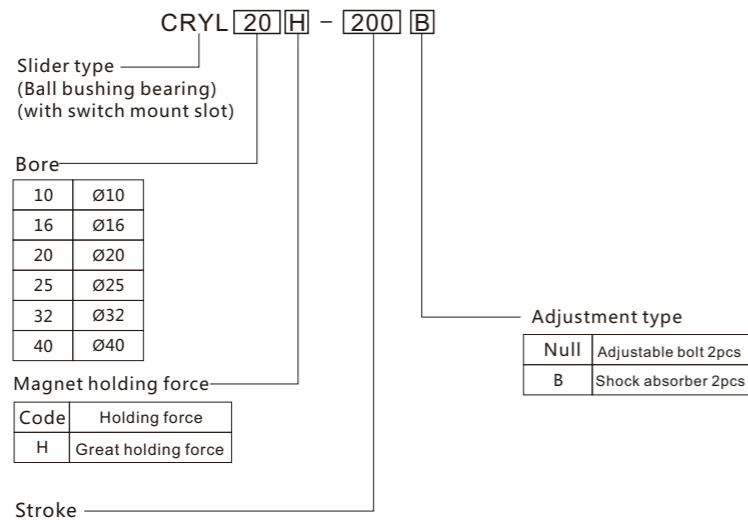 CRYL 20 H - 200 B
Slider type
(Ball bushing bearing)
(with switch mount slot)
Bore
10 Ø10
16 Ø16
20 Ø20
25 Ø25
32 Ø32
40 Ø40
Magnet holding force
Code Holding force
H Great holding force
Stroke
Adjustment type
Null Adjustable bolt 2pcs
B Shock absorber 2pcs